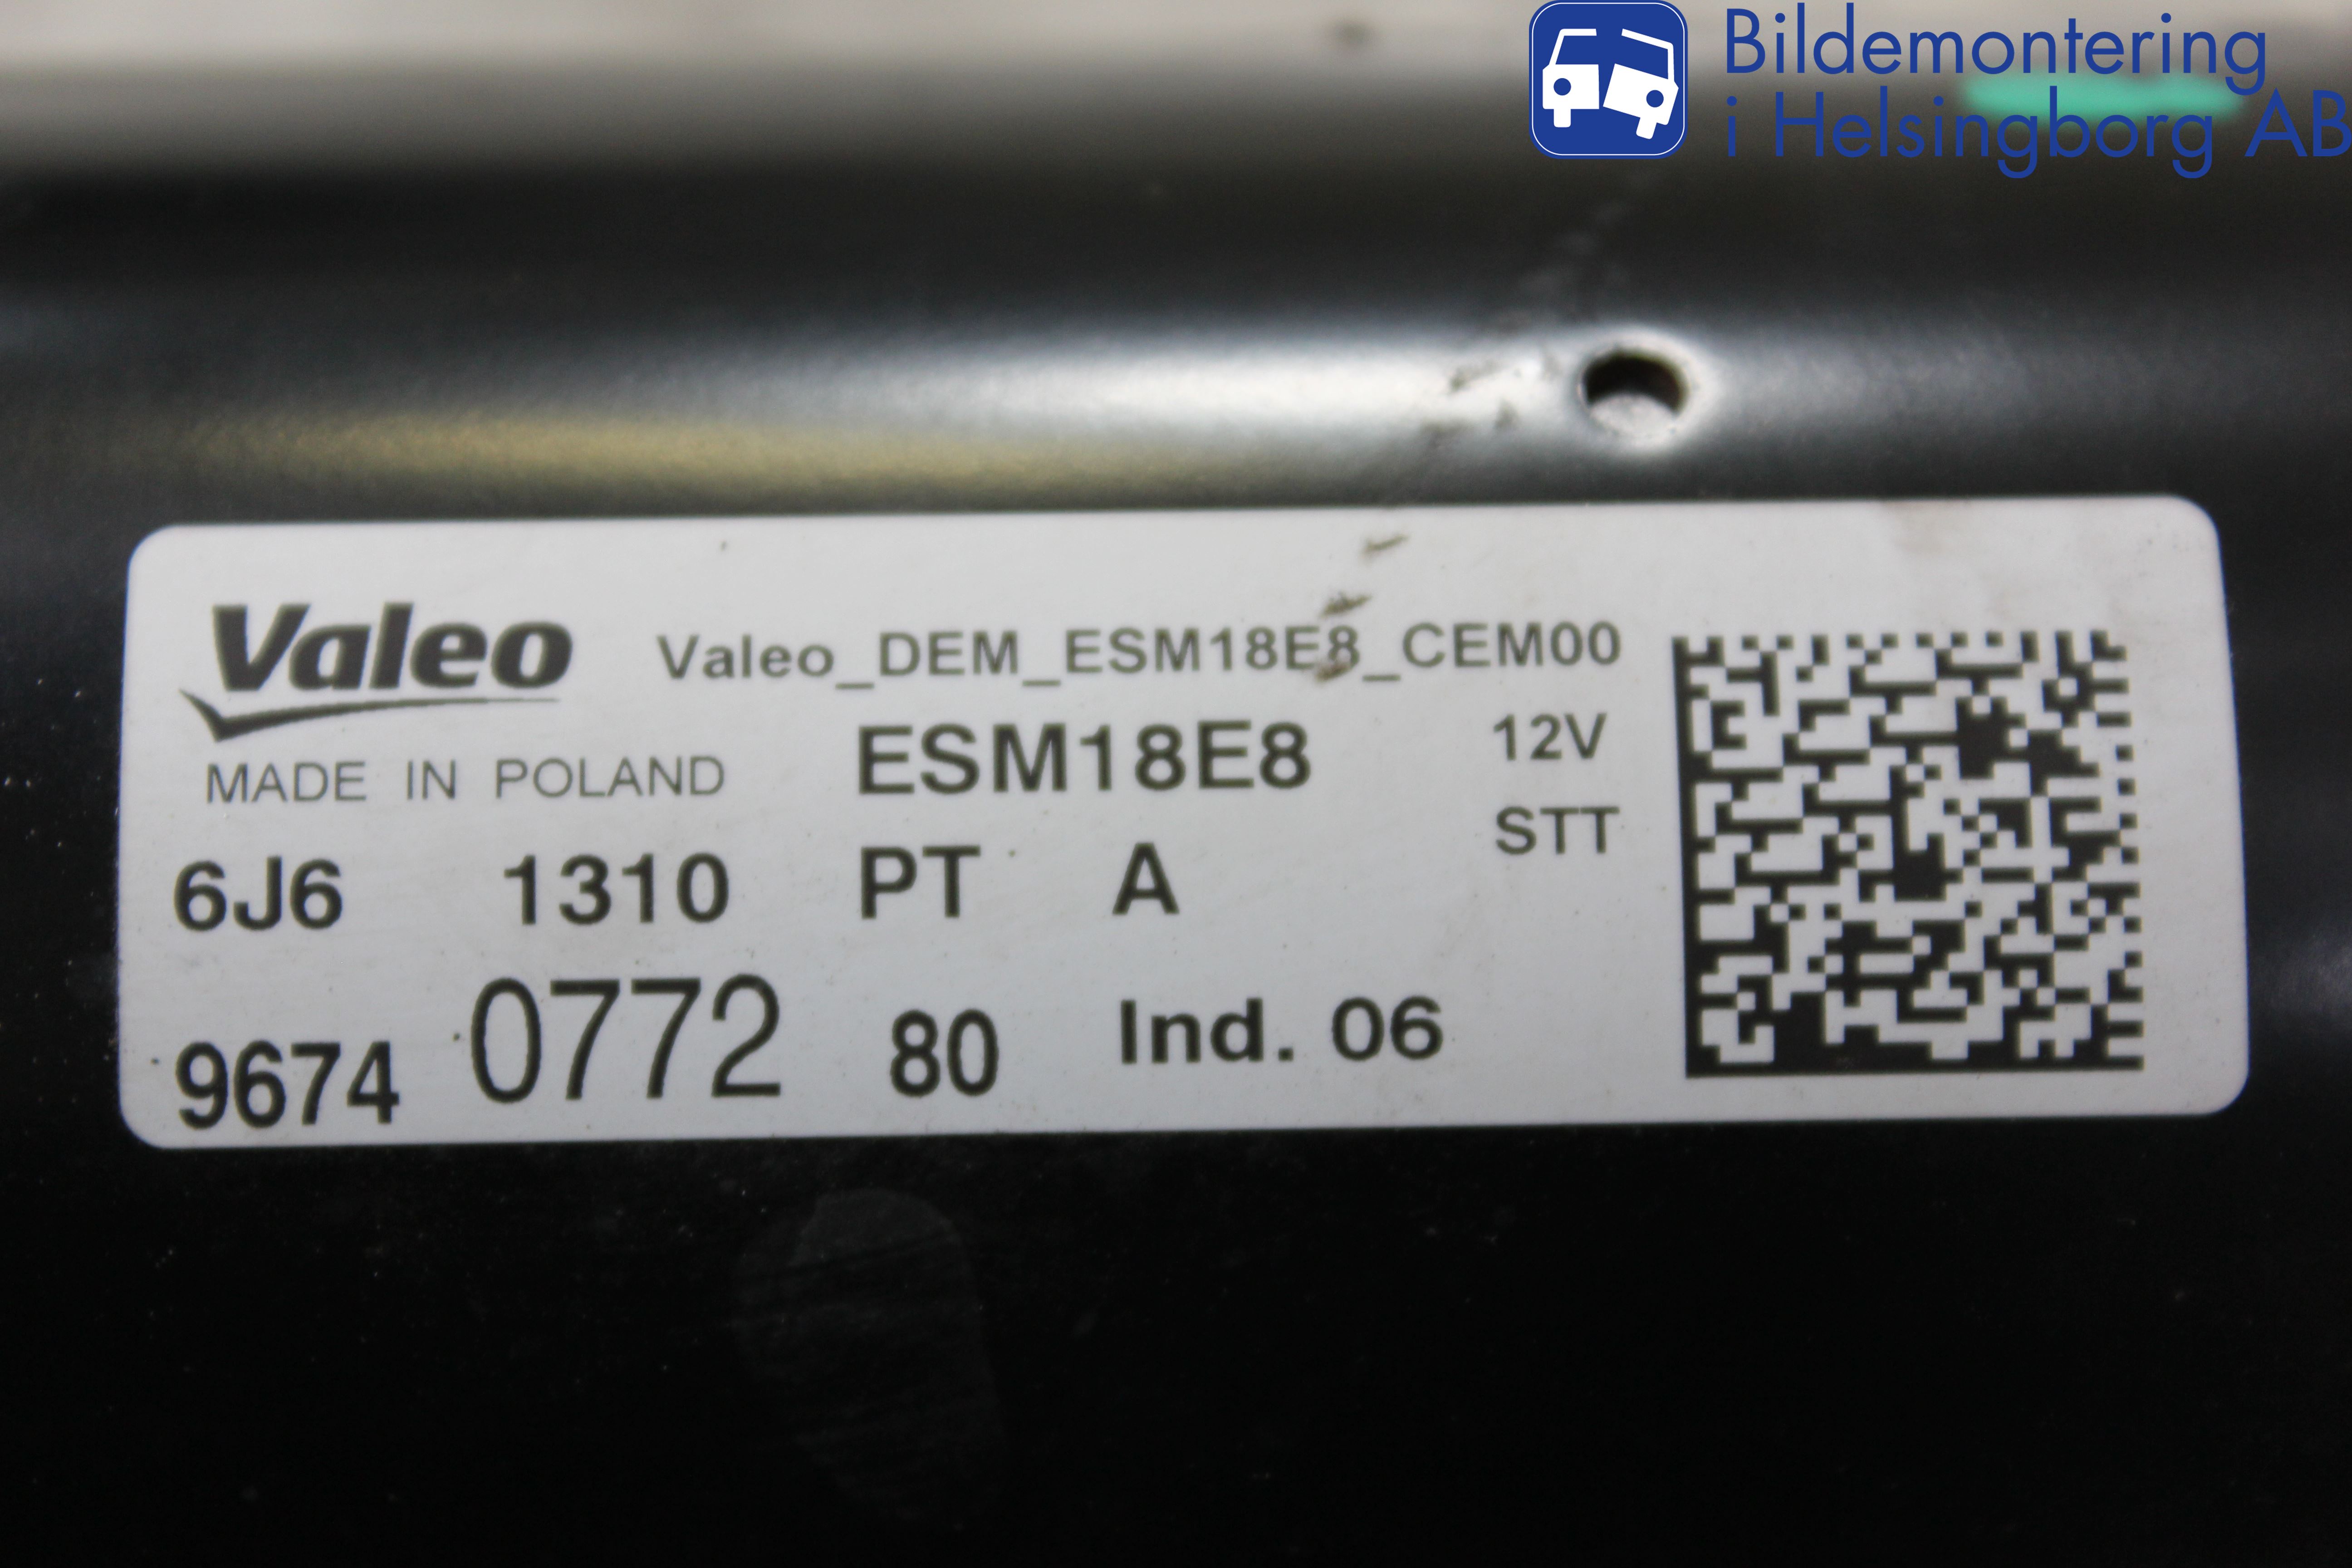 Bildemontering
i Helsingborg AB
Valeo Valeo_DEM_ESM18E8_CEM00
MADE IN POLAND ESM18E8 12V
STT
6J6 1310 PT A
9674 0772 80 Ind. 06